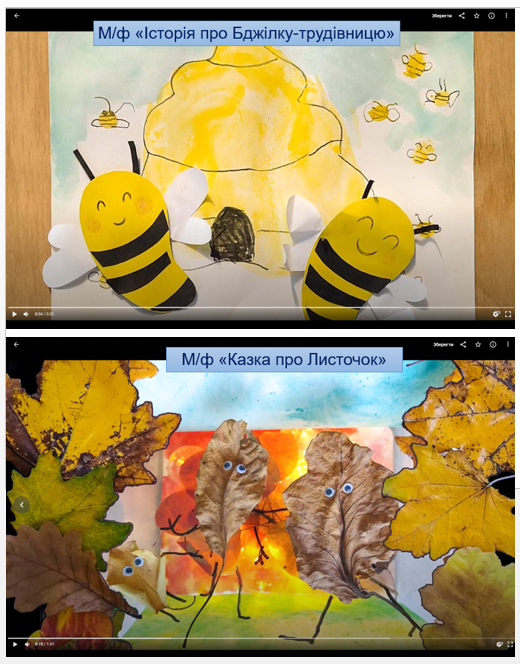 Зберегти
М/ф «Історія про Бджілку-трудівницю»
Зберегти
М/ф «Казка про Листочок»